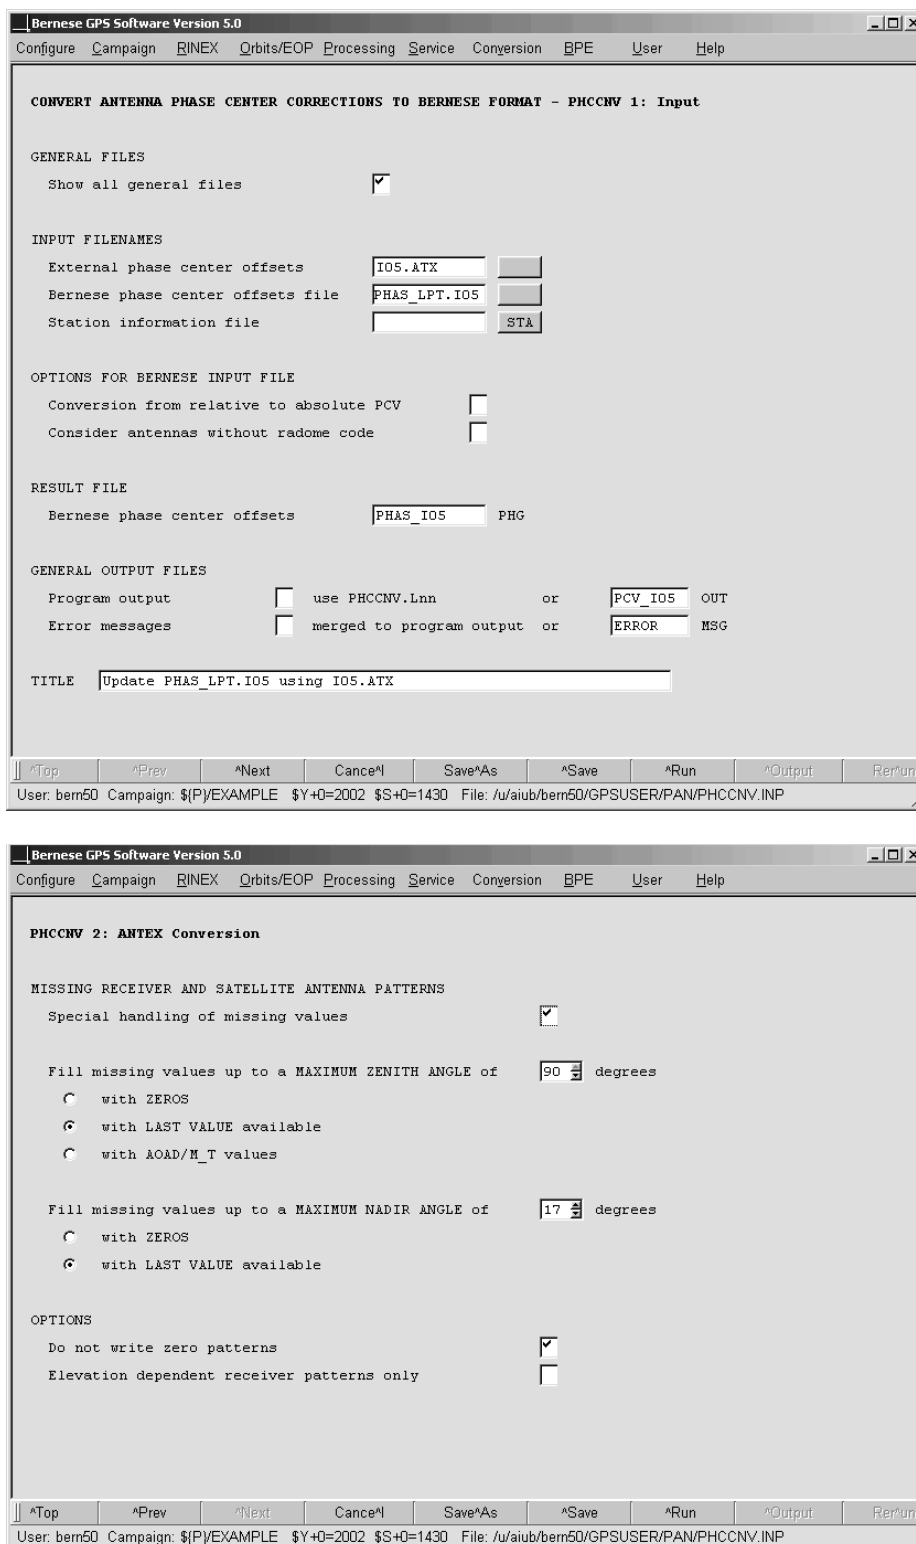 Bernese GPS Software Version 5.0
Configure Campaign RINEX Orbits/EOP Processing Service Conversion BPE User Help
CONVERT ANTENNA PHASE CENTER CORRECTIONS TO BERNESE FORMAT - PHCCNV 1: Input
GENERAL FILES
Show all general files
INPUT FILENAMES
External phase center offsets I05.ATX
Bernese phase center offsets file PHAS_LPT.I05
Station information file STA
OPTIONS FOR BERNESE INPUT FILE
Conversion from relative to absolute PCV
Consider antennas without radome code
RESULT FILE
Bernese phase center offsets PHAS_I05 PHG
GENERAL OUTPUT FILES
Program output use PHCCNV.Lnn or PCV_I05 OUT
Error messages merged to program output or ERROR MSG
TITLE Update PHAS_LPT.I05 using I05.ATX
^Top ^Prev ^Next Cance^l Save^As ^Save ^Run ^Output Rer^un
User: bern50 Campaign: ${P}/EXAMPLE $Y+0=2002 $S+0=1430 File: /u/aiub/bern50/GPSUSER/PAN/PHCCNV.INP
Bernese GPS Software Version 5.0
Configure Campaign RINEX Orbits/EOP Processing Service Conversion BPE User Help
PHCCNV 2: ANTEX Conversion
MISSING RECEIVER AND SATELLITE ANTENNA PATTERNS
Special handling of missing values
Fill missing values up to a MAXIMUM ZENITH ANGLE of 90 degrees
with ZEROS
with LAST VALUE available
with AOAD/M_T values
Fill missing values up to a MAXIMUM NADIR ANGLE of 17 degrees
with ZEROS
with LAST VALUE available
OPTIONS
Do not write zero patterns
Elevation dependent receiver patterns only
^Top ^Prev ^Next Cance^l Save^As ^Save ^Run ^Output Rer^un
User: bern50 Campaign: ${P}/EXAMPLE $Y+0=2002 $S+0=1430 File: /u/aiub/bern50/GPSUSER/PAN/PHCCNV.INP